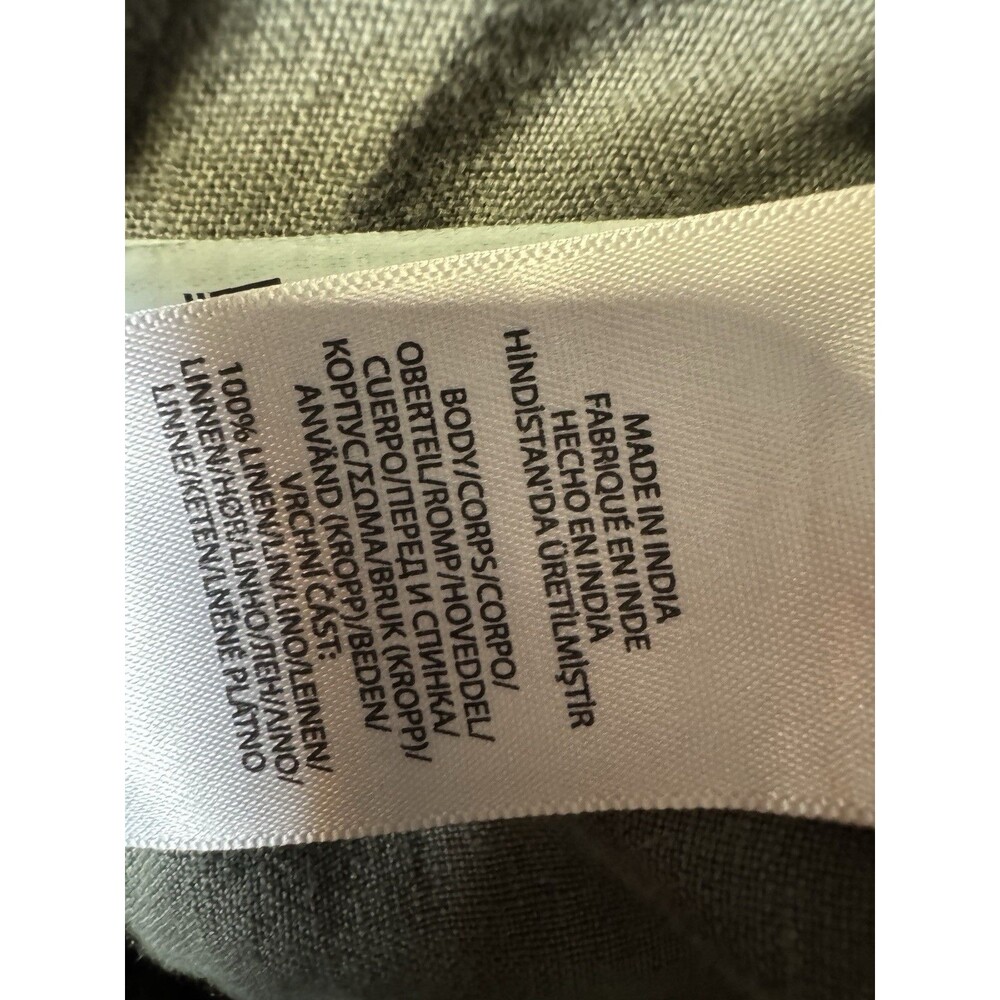 MADE IN INDIA
FABRIQUÉ EN INDE
HECHO EN INDIA
HİNDİSTAN'DA ÜRETİLMİŞTİR
BODY/CORPS/CORPO/
OBERTEIL/ROMP/HOVEDDEL/
CUERPO/ПЕРЕД И СПИНКА/
КОРПУС/ΣΩΜΑ/BRUK (KROPP)/
ANVÄND (KROPP)/BEDEN/
VRCHNÍ ČÁST:
100% LINEN/LIN/LINO/LEINEN/
LINNEN/HØR/LINHO/ЛЕН/ΛΙΝΟ/
LINNE/KETEN/LNĚNÉ PLÁTNO